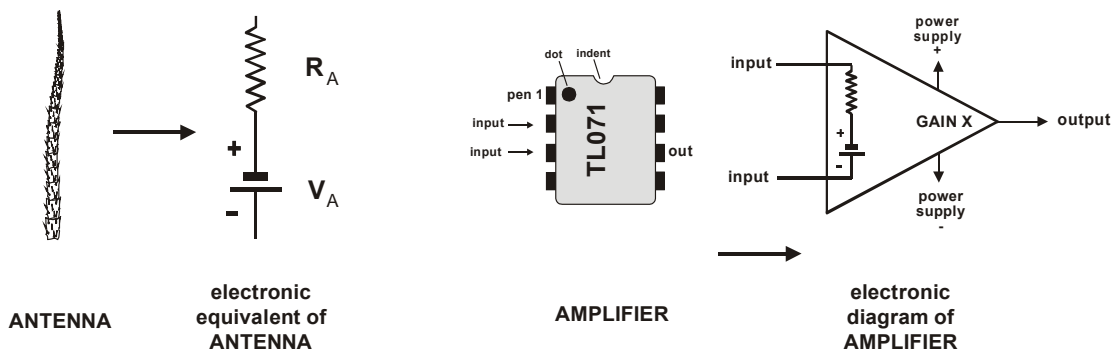 R A
+
V A
-
ANTENNA
electronic
equivalent of
ANTENNA
dot
indent
pen 1
input
input
TL071
out
AMPLIFIER
power
supply
+
input
+
-
GAIN X
output
input
power
supply
-
electronic
diagram of
AMPLIFIER